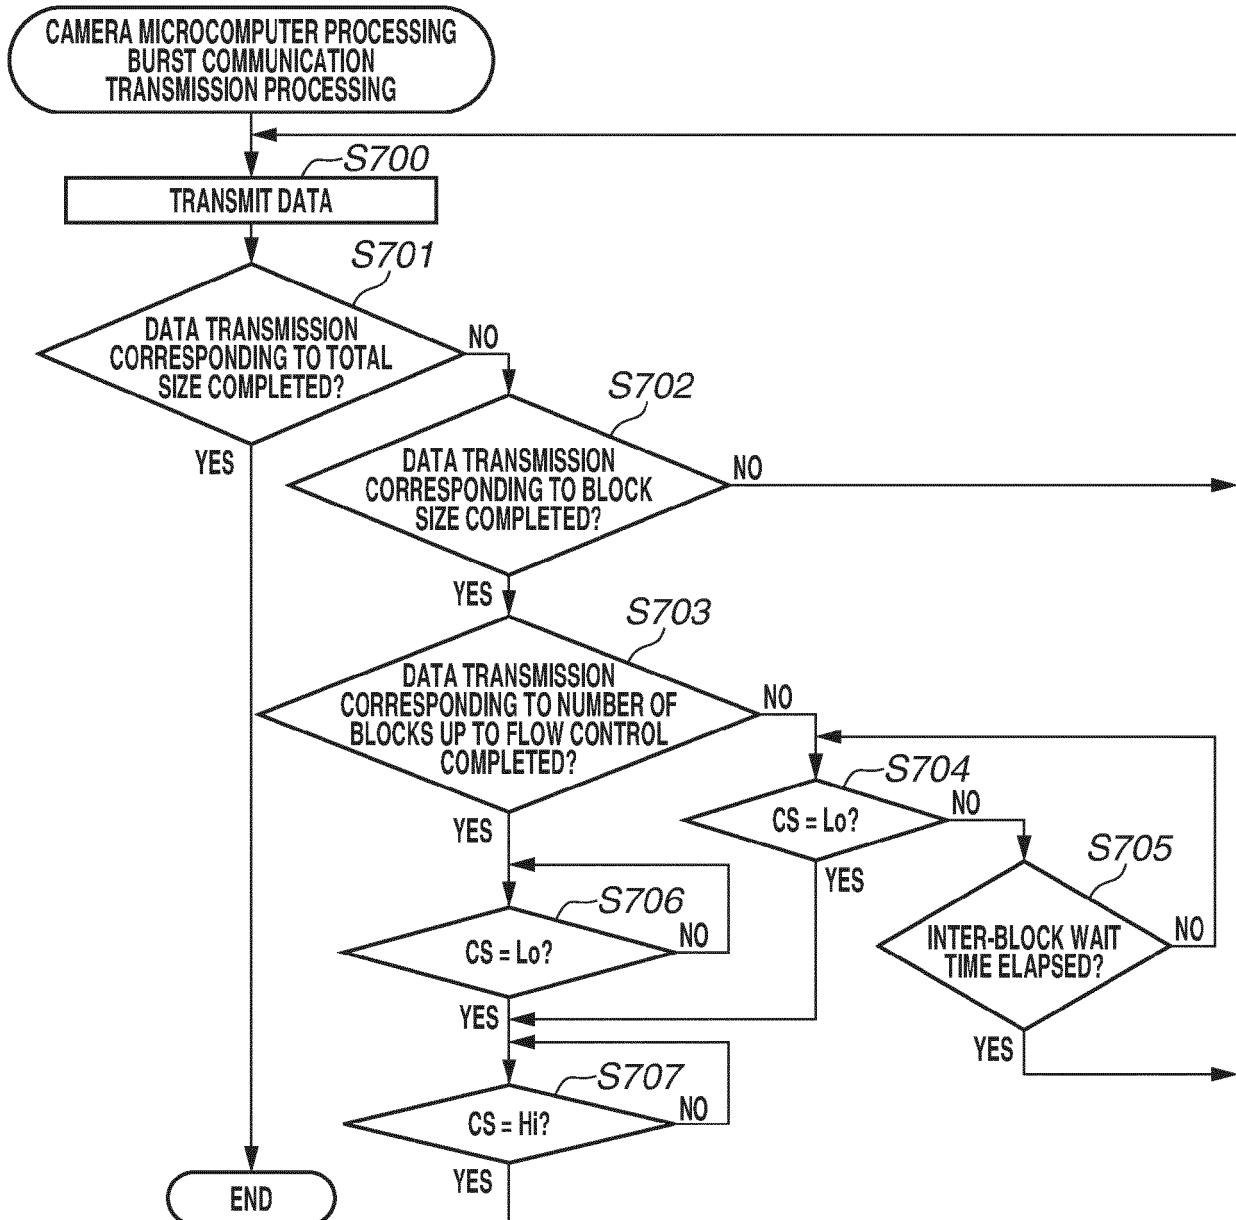 CAMERA MICROCOMPUTER PROCESSING
BURST COMMUNICATION
TRANSMISSION PROCESSING
S700
TRANSMIT DATA
S701
DATA TRANSMISSION
CORRESPONDING TO TOTAL
SIZE COMPLETED?
NO
YES
S702
DATA TRANSMISSION
CORRESPONDING TO BLOCK
SIZE COMPLETED?
NO
YES
S703
DATA TRANSMISSION
CORRESPONDING TO NUMBER OF
BLOCKS UP TO FLOW CONTROL
COMPLETED?
NO
YES
S704
CS = Lo?
NO
YES
S705
INTER-BLOCK WAIT
TIME ELAPSED?
NO
YES
S706
CS = Lo?
NO
YES
S707
CS = Hi?
NO
YES
END